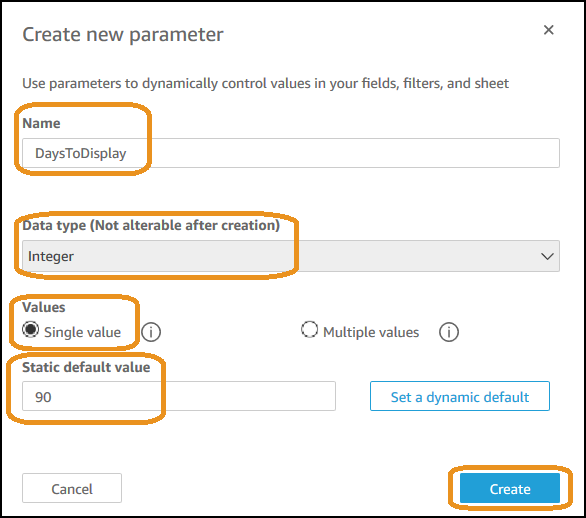 Create new parameter
Use parameters to dynamically control values in your fields, filters, and sheet
Name
DaysToDisplay
Data type (Not alterable after creation)
Integer
Values
Single value
Multiple values
Static default value
90
Set a dynamic default
Cancel
Create